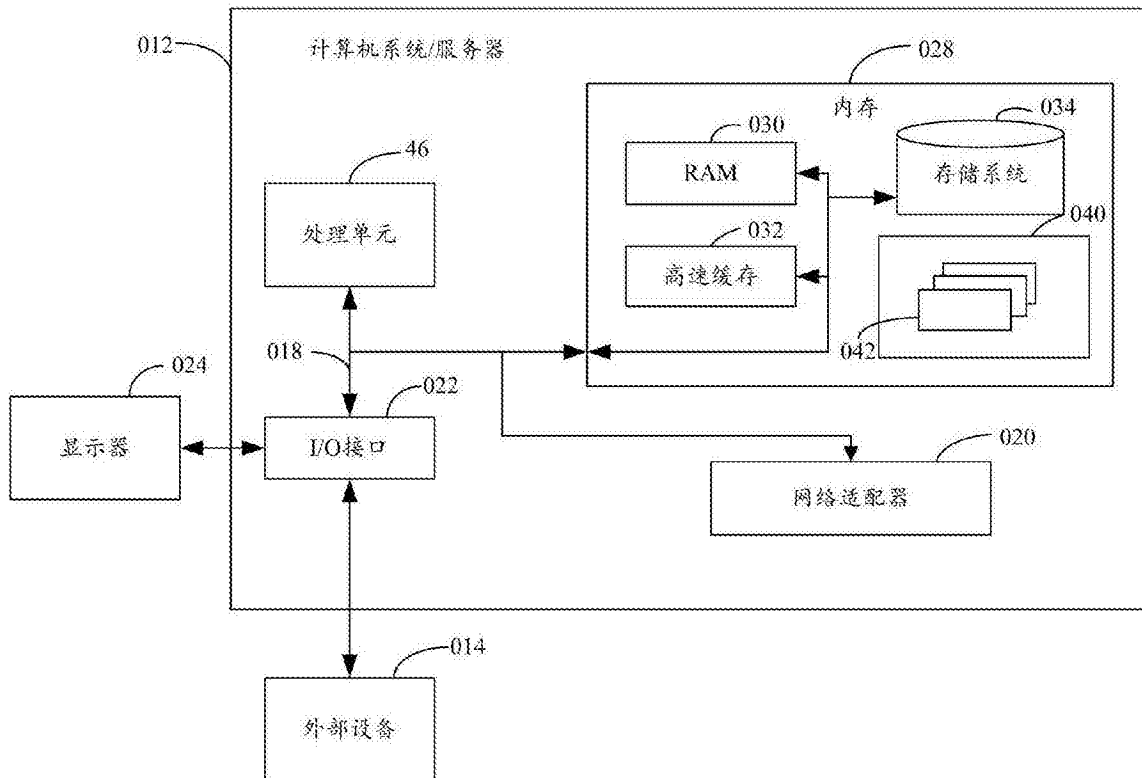 012
计算机系统/服务器
028
内存
034
030
RAM
存储系统
46
处理单元
032
高速缓存
040
042
018
024
显示器
022
I/O接口
020
网络适配器
014
外部设备